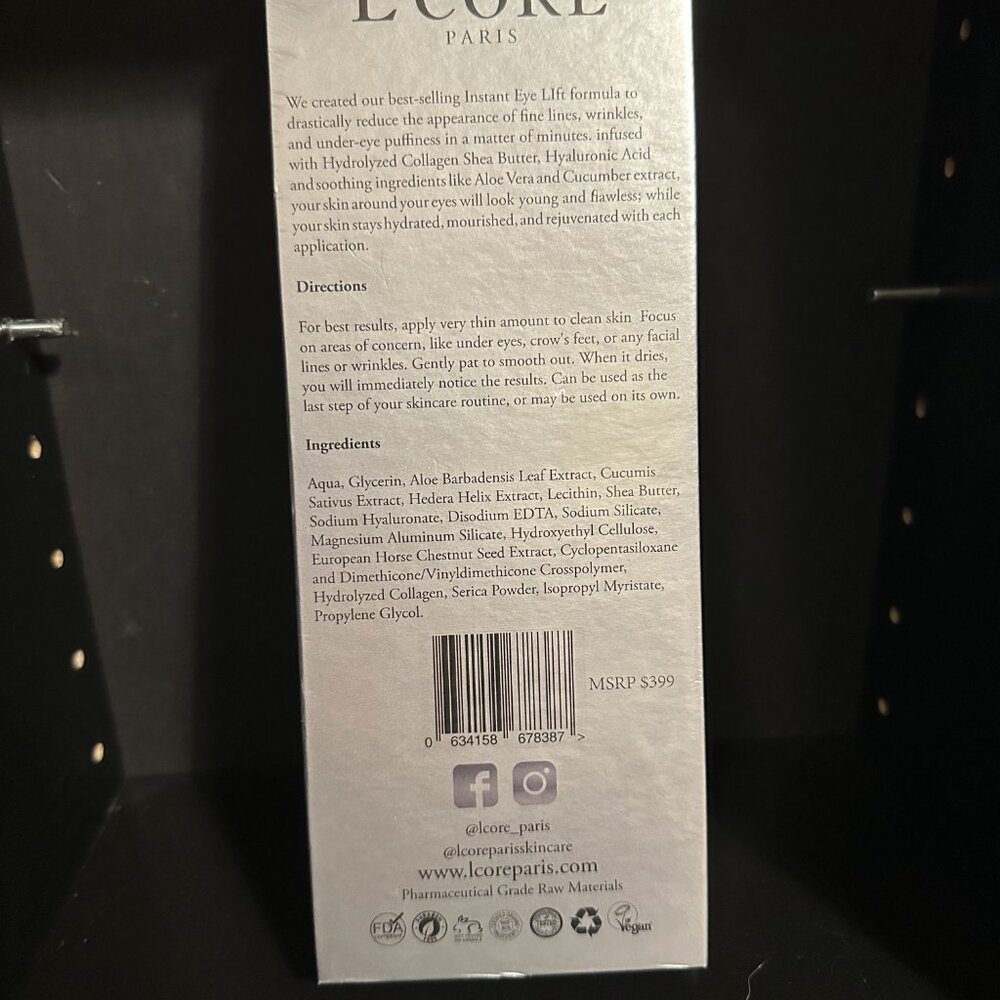 L'CORE
PARIS
We created our best-selling Instant Eye LIft formula to
drastically reduce the appearance of fine lines, wrinkles,
and under-eye puffiness in a matter of minutes. infused
with Hydrolyzed Collagen Shea Butter, Hyaluronic Acid
and soothing ingredients like Aloe Vera and Cucumber extract,
your skin around your eyes will look young and flawless; while
your skin stays hydrated, mourished, and rejuvenated with each
application.
Directions
For best results, apply very thin amount to clean skin Focus
on areas of concern, like under eyes, crow's feet, or any facial
lines or wrinkles. Gently pat to smooth out. When it dries,
you will immediately notice the results. Can be used as the
last step of your skincare routine, or may be used on its own.
Ingredients
Aqua, Glycerin, Aloe Barbadensis Leaf Extract, Cucumis
Sativus Extract, Hedera Helix Extract, Lecithin, Shea Butter,
Sodium Hyaluronate, Disodium EDTA, Sodium Silicate,
Magnesium Aluminum Silicate, Hydroxyethyl Cellulose,
European Horse Chestnut Seed Extract, Cyclopentasiloxane
and Dimethicone/Vinyldimethicone Crosspolymer,
Hydrolyzed Collagen, Serica Powder, Isopropyl Myristate,
Propylene Glycol.
MSRP $399
0 634158 678387 >
@lcore_paris
@lcoreparisskincare
www.lcoreparis.com
Pharmaceutical Grade Raw Materials
FDA
TESTED
Vegan